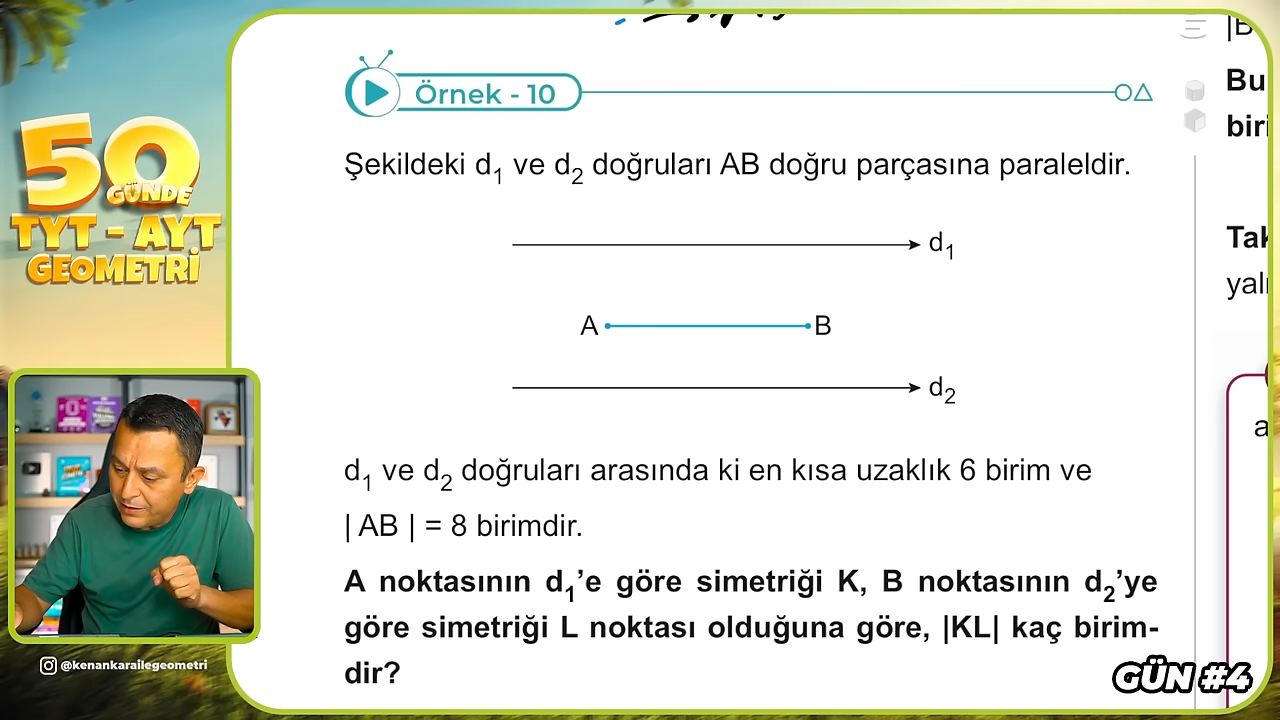 50
GÜNDE
TYT - AYT
GEOMETRİ
Örnek - 10
Şekildeki d1 ve d2 doğruları AB doğru parçasına paraleldir.
d1
A B
d2
d1 ve d2 doğruları arasında ki en kısa uzaklık 6 birim ve
| AB | = 8 birimdir.
A noktasının d1'e göre simetriği K, B noktasının d2'ye
göre simetriği L noktası olduğuna göre, |KL| kaç birim-
dir?
|B
Bu
biri
Tak
yalı
a
@kenankarailegeometri
GÜN #4